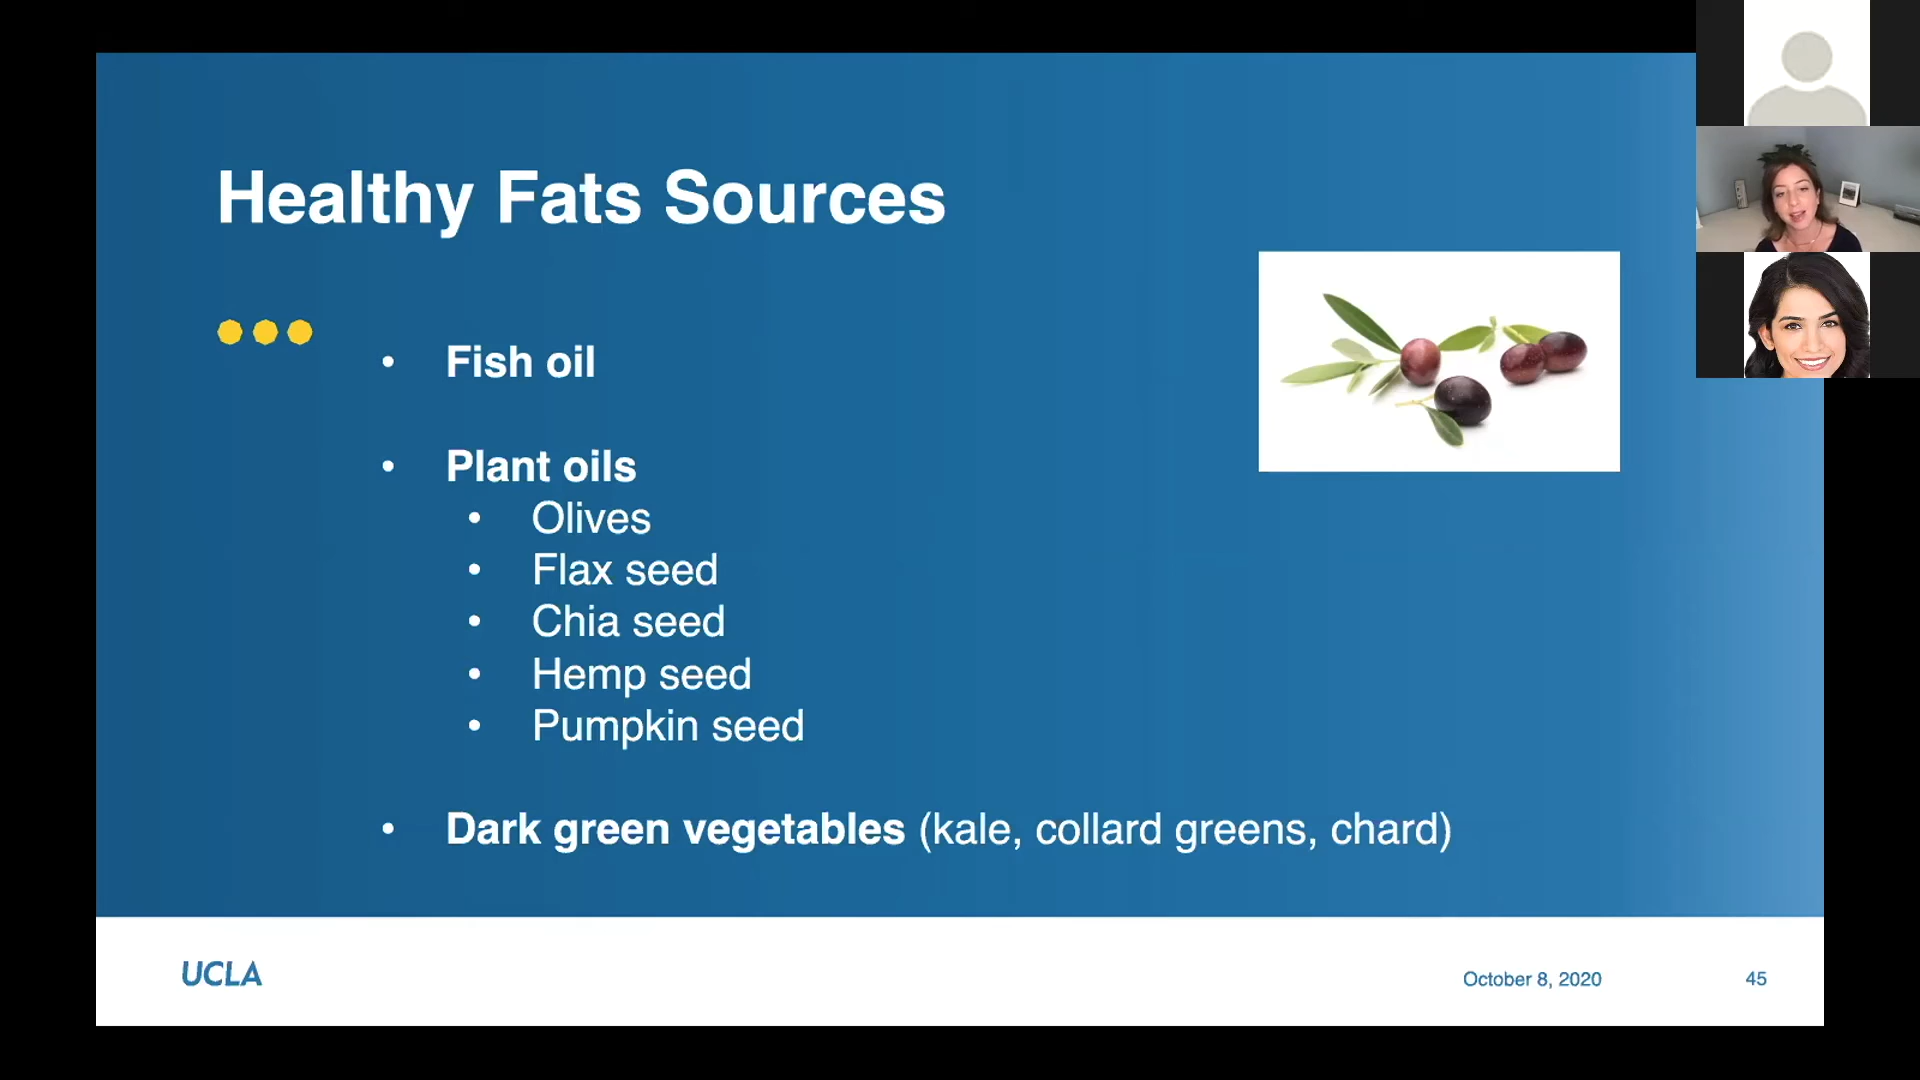 Healthy Fats Sources
• Fish oil
• Plant oils
• Olives
• Flax seed
• Chia seed
• Hemp seed
• Pumpkin seed
• Dark green vegetables (kale, collard greens, chard)
UCLA
October 8, 2020
45